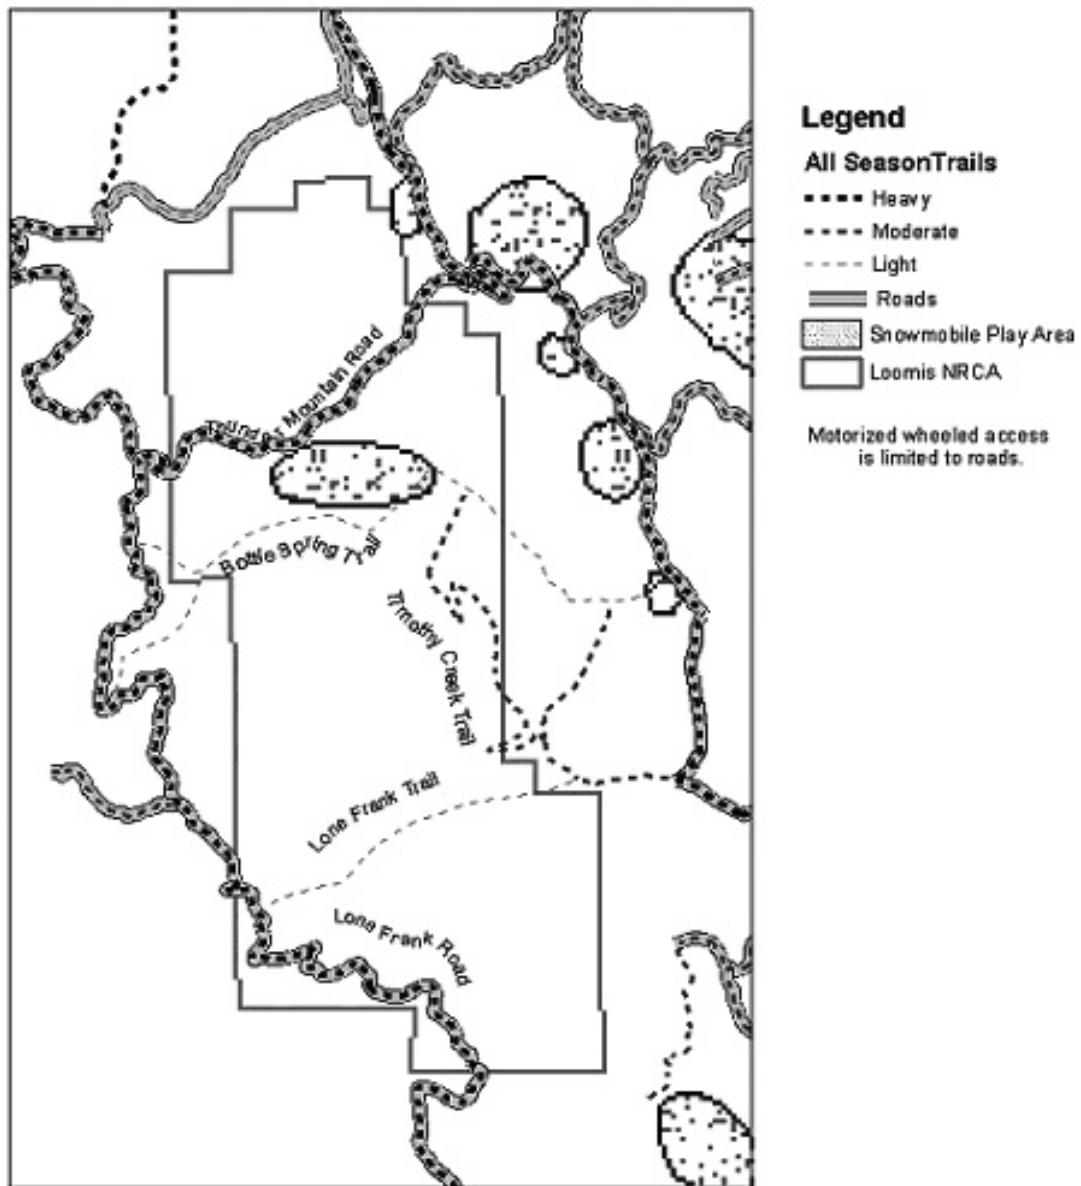 Legend
All SeasonTrails
Heavy
Moderate
Light
Roads
Snowmobile Play Area
Loomis NRCA
Motorized wheeled access
is limited to roads.
Mountain Road
Bottle Spring Trail
Timothy Creek Trail
Lone Frank Trail
Lone Frank Road